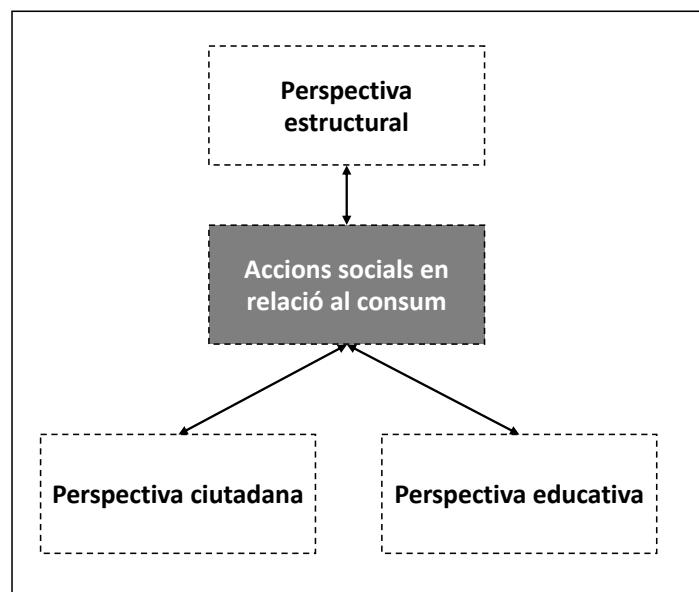 Perspectiva
estructural
Accions socials en
relació al consum
Perspectiva ciutadana
Perspectiva educativa